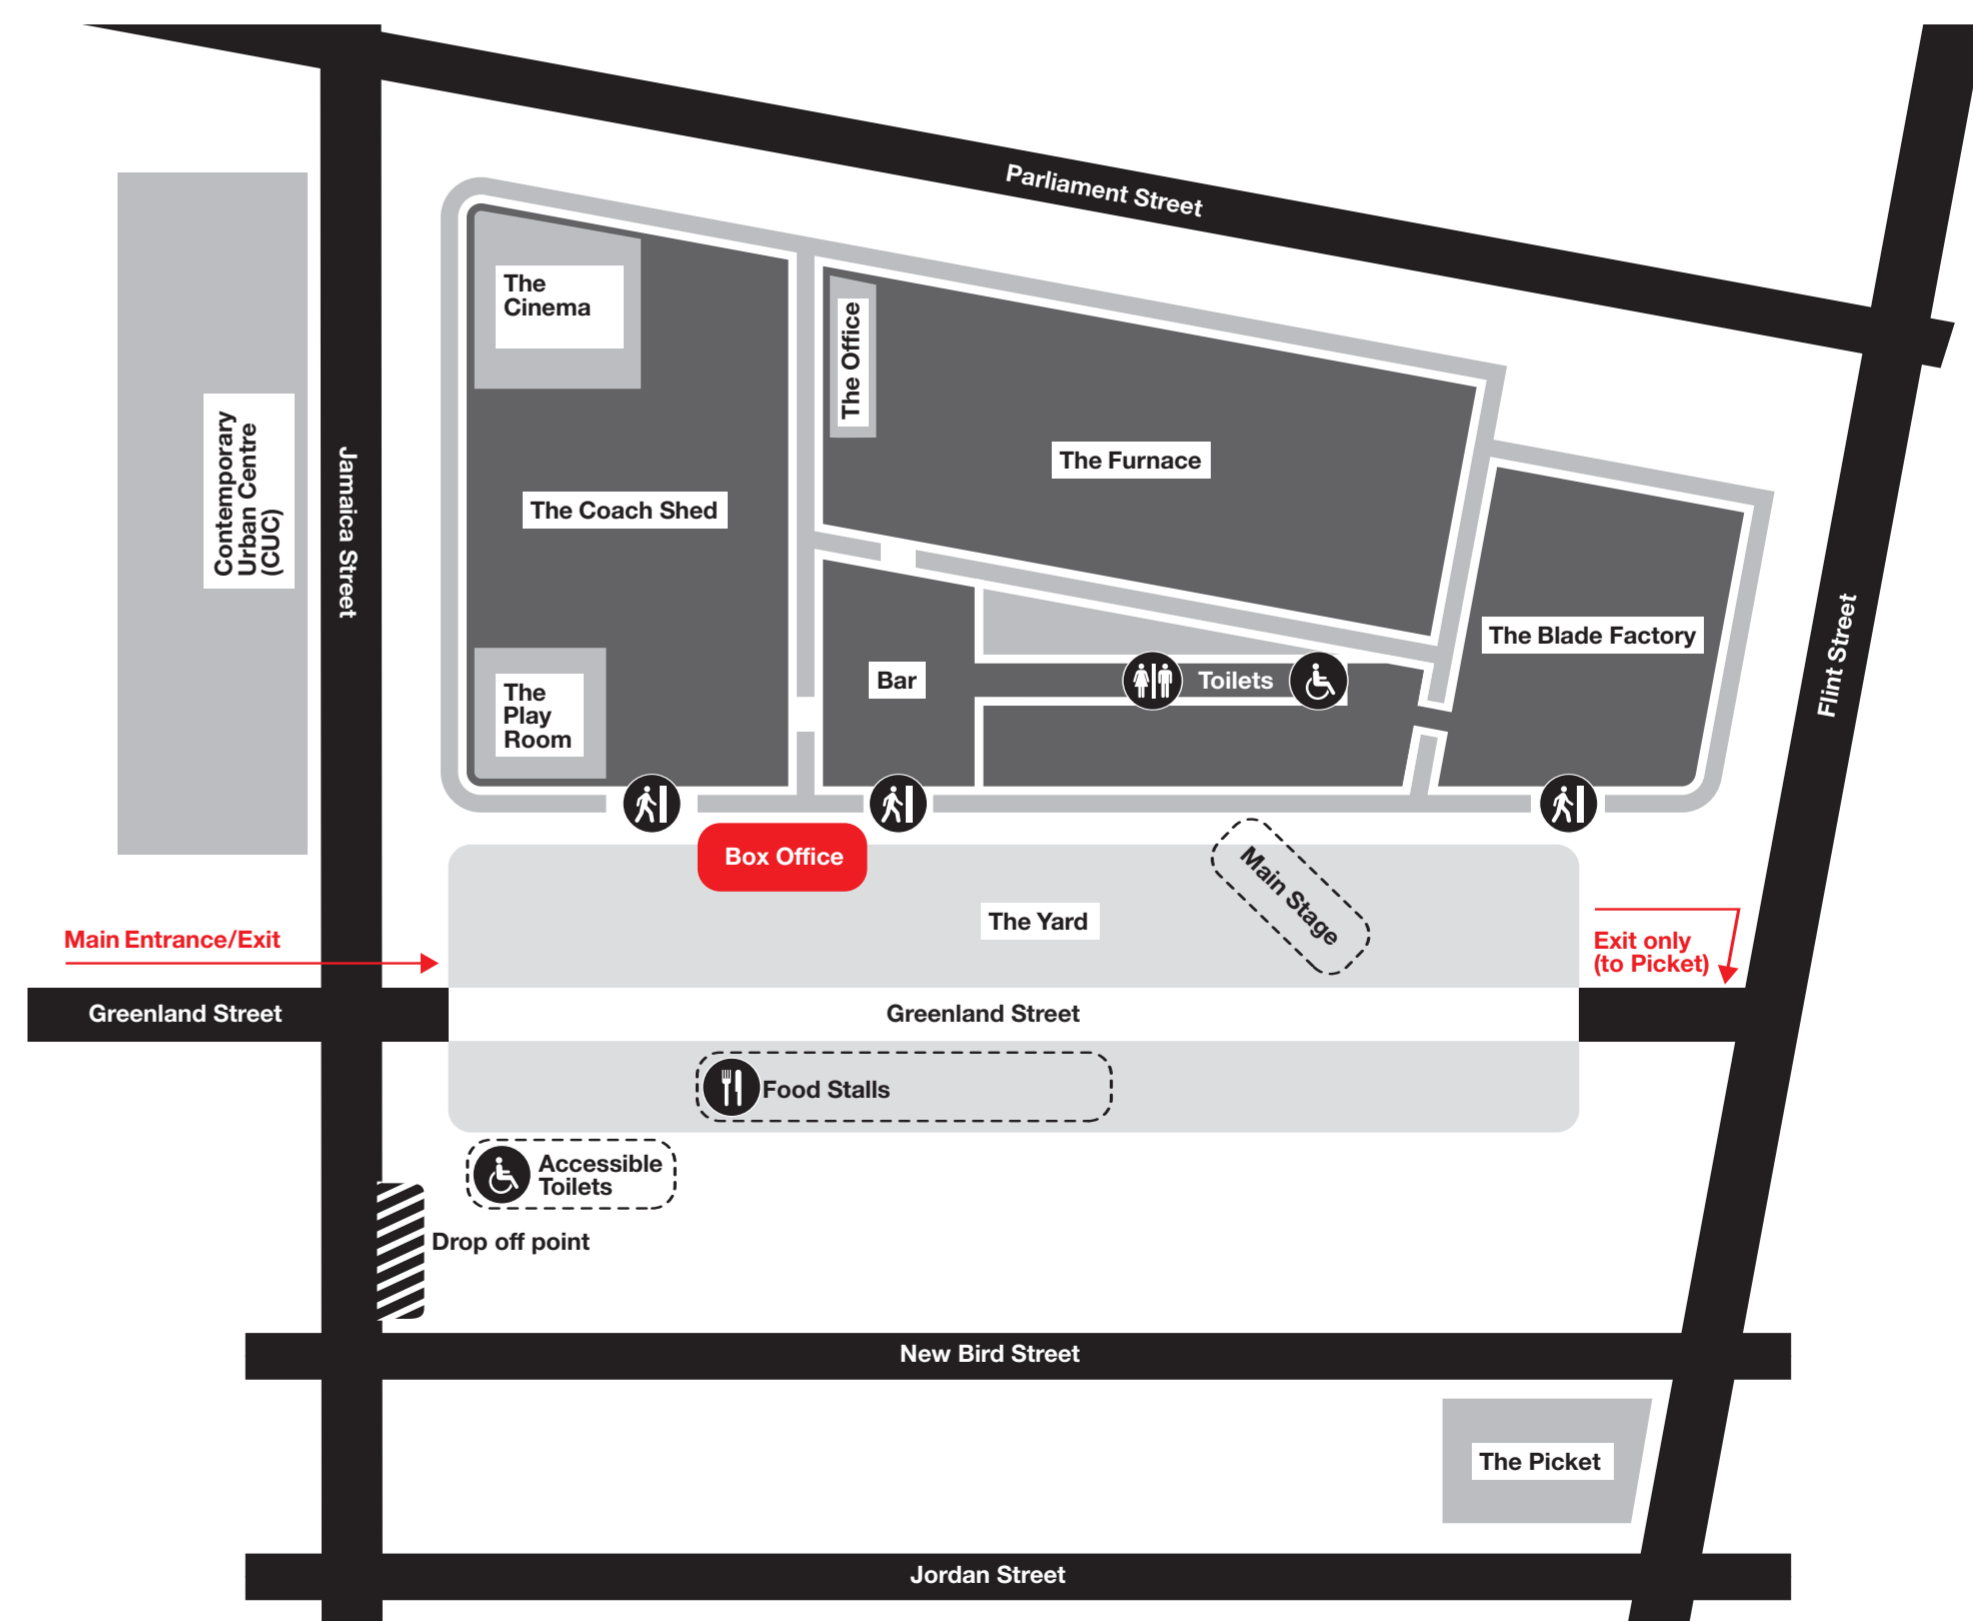 Parliament Street
The
Cinema
The Office
The Furnace
The Coach Shed
Contemporary
Urban Centre
(CUC)
Jamaica Street
The Blade Factory
Flint Street
Bar
Toilets
The
Play
Room
Box Office
Main Stage
The Yard
Main Entrance/Exit
Exit only
(to Picket)
Greenland Street
Greenland Street
Food Stalls
Accessible
Toilets
Drop off point
New Bird Street
The Picket
Jordan Street